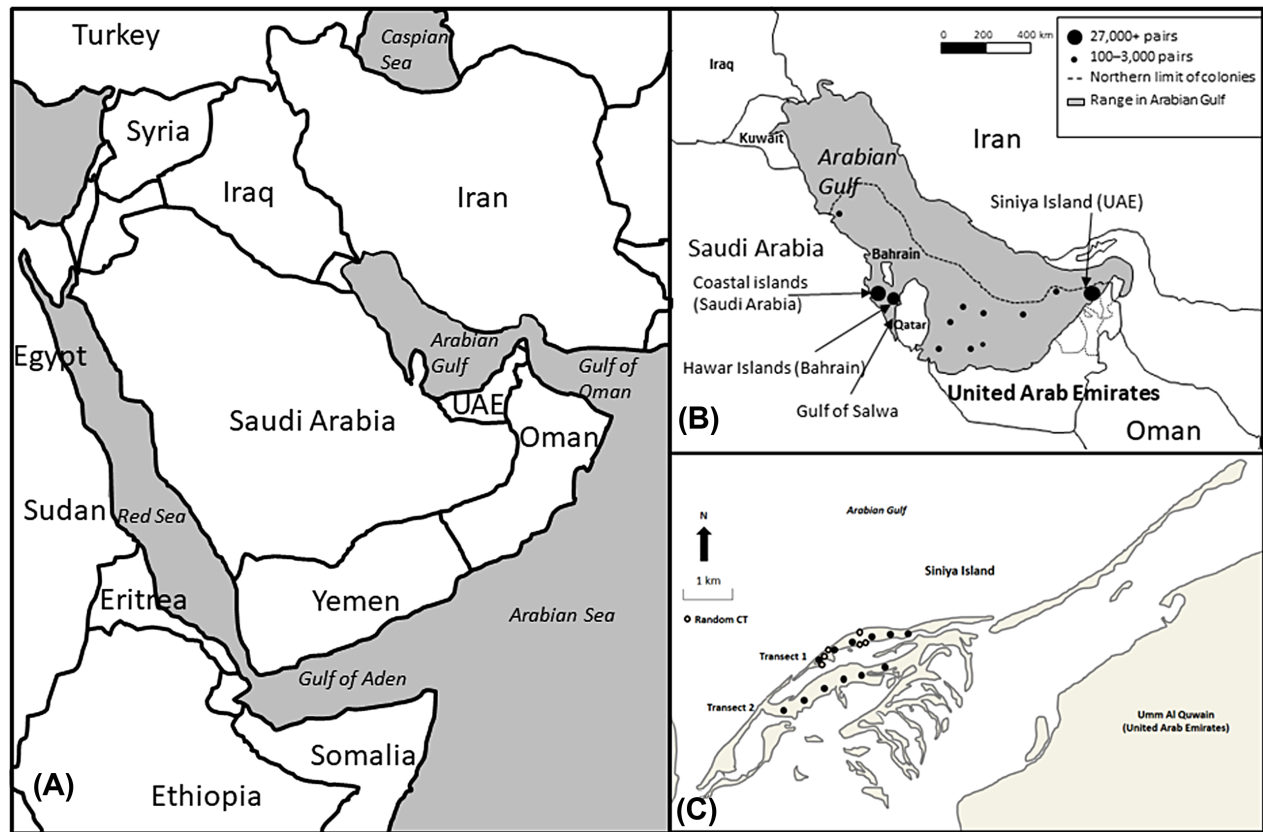 Turkey
Caspian
Sea
Syria
Iraq
Iran
Arabian
Gulf
Gulf of
Oman
Egypt
UAE
Saudi Arabia
Oman
Sudan
Red Sea
Eritrea
Yemen
Arabian Sea
Gulf of Aden
Somalia
Ethiopia
(A)
0 200 400 km
27,000+ pairs
100–3,000 pairs
Northern limit of colonies
Range in Arabian Gulf
Iraq
Kuwait
Iran
Arabian
Gulf
Siniya Island (UAE)
Saudi Arabia
Bahrain
Coastal islands
(Saudi Arabia)
Qatar
Hawar Islands (Bahrain)
United Arab Emirates
Gulf of Salwa
Oman
(B)
Arabian Gulf
N
Siniya Island
1 km
Random CT
Transect 1
Transect 2
Umm Al Quwain
(United Arab Emirates)
(C)